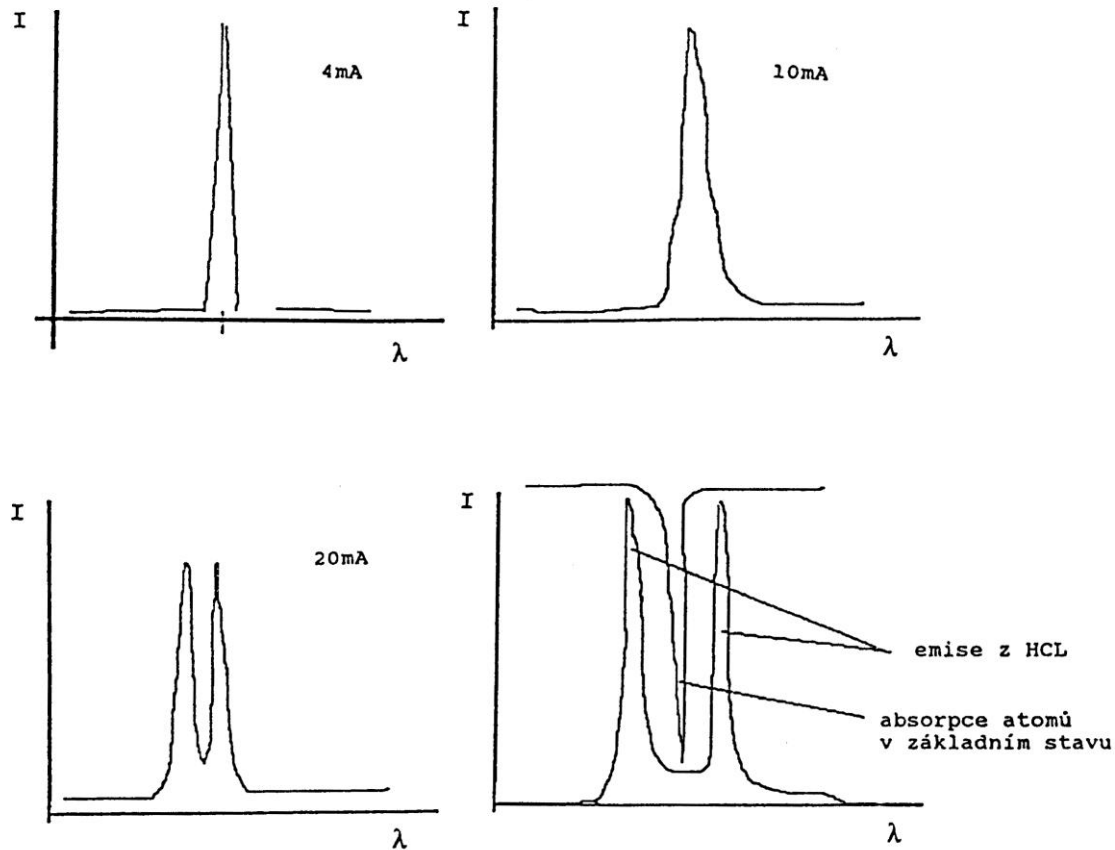 I
4mA
λ
I
10mA
λ
I
20mA
λ
I
emise z HCL
absorpce atomů
v základním stavu
λ